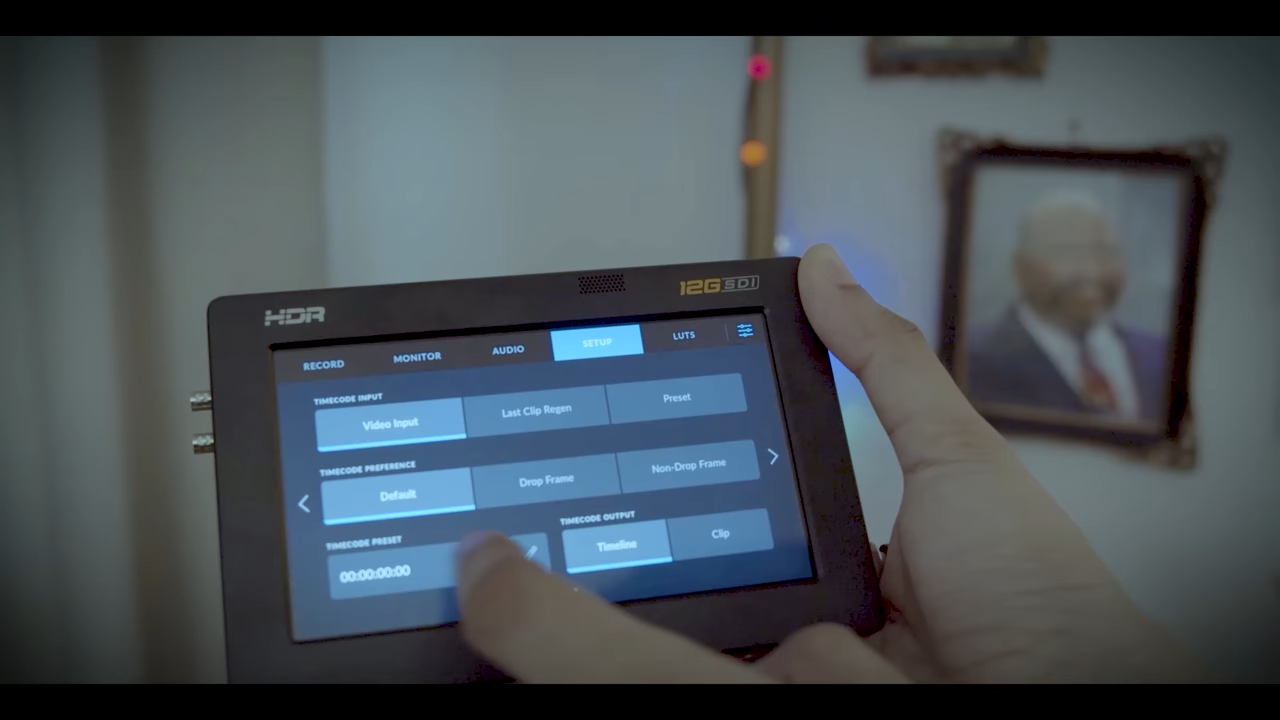 HDR
12G SDI
RECORD MONITOR AUDIO SETUP LUTS
TIMECODE INPUT
Video Input Last Clip Regen Preset
TIMECODE PREFERENCE
Default Drop Frame Non-Drop Frame
TIMECODE PRESET TIMECODE OUTPUT
00:00:00:00 Timeline Clip